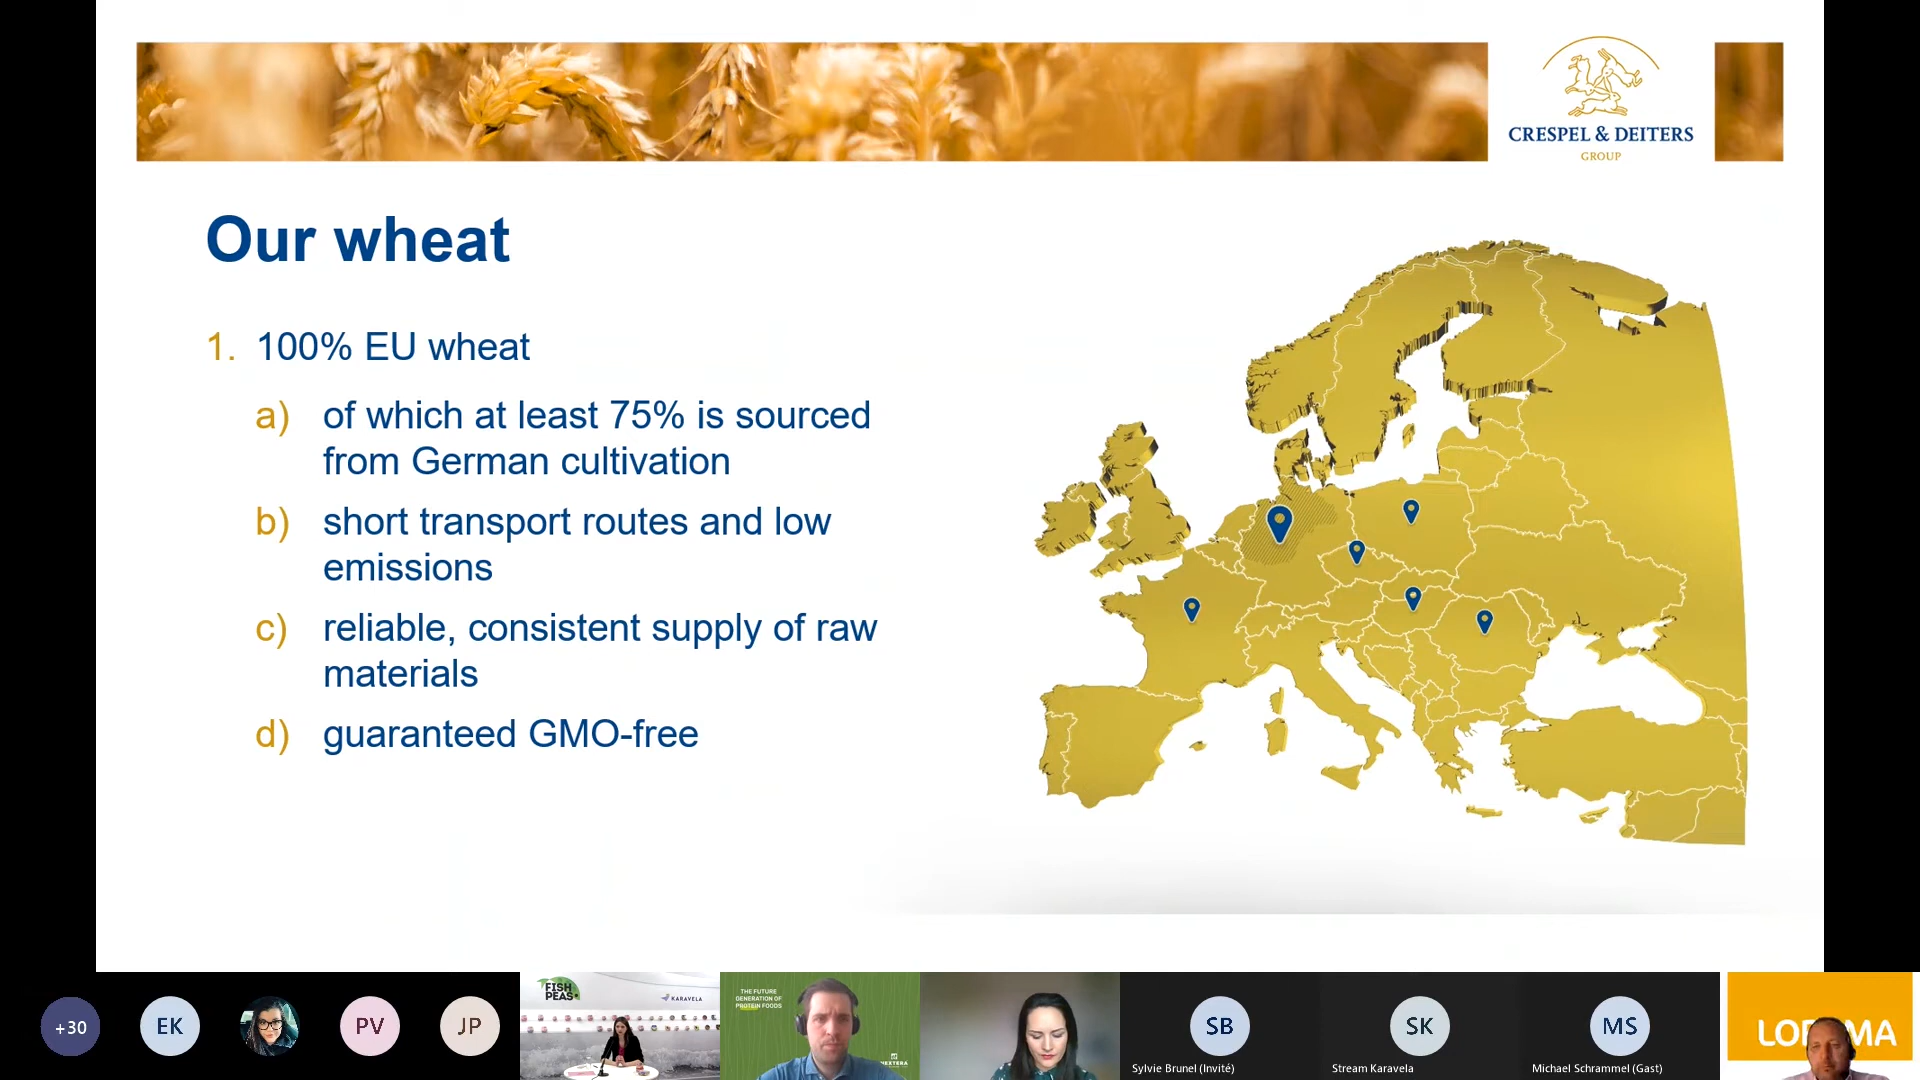 CRESPEL & DEITERS
GROUP
Our wheat
1. 100% EU wheat
a) of which at least 75% is sourced
from German cultivation
b) short transport routes and low
emissions
c) reliable, consistent supply of raw
materials
d) guaranteed GMO-free
+30
EK
PV
JP
FISH
PEAS
KARAVELA
THE FUTURE
GENERATION OF
PROTEIN FOODS
SB
Sylvie Brunel (Invité)
SK
Stream Karavela
MS
Michael Schrammel (Gast)